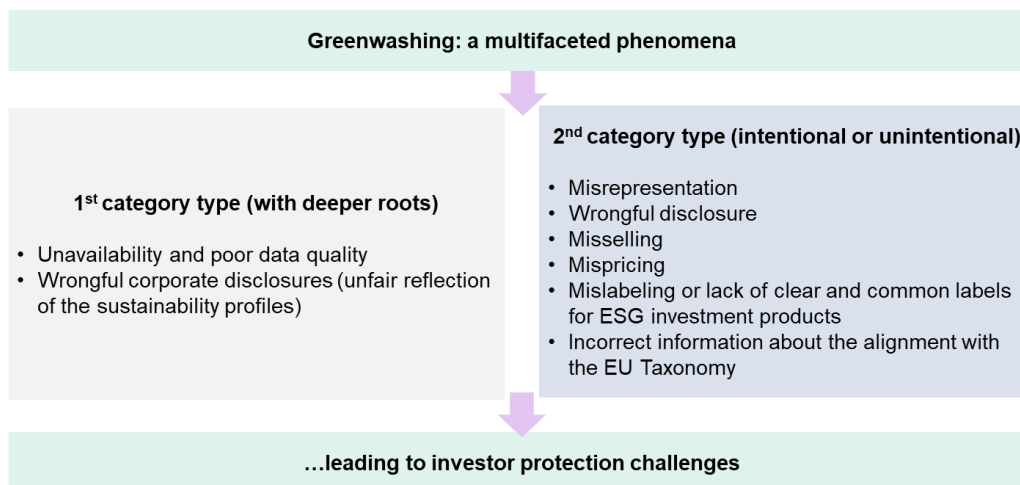 Greenwashing: a multifaceted phenomena
1st category type (with deeper roots)
• Unavailability and poor data quality
• Wrongful corporate disclosures (unfair reflection
of the sustainability profiles)
2nd category type (intentional or unintentional)
• Misrepresentation
• Wrongful disclosure
• Misselling
• Mispricing
• Mislabeling or lack of clear and common labels
for ESG investment products
• Incorrect information about the alignment with
the EU Taxonomy
…leading to investor protection challenges